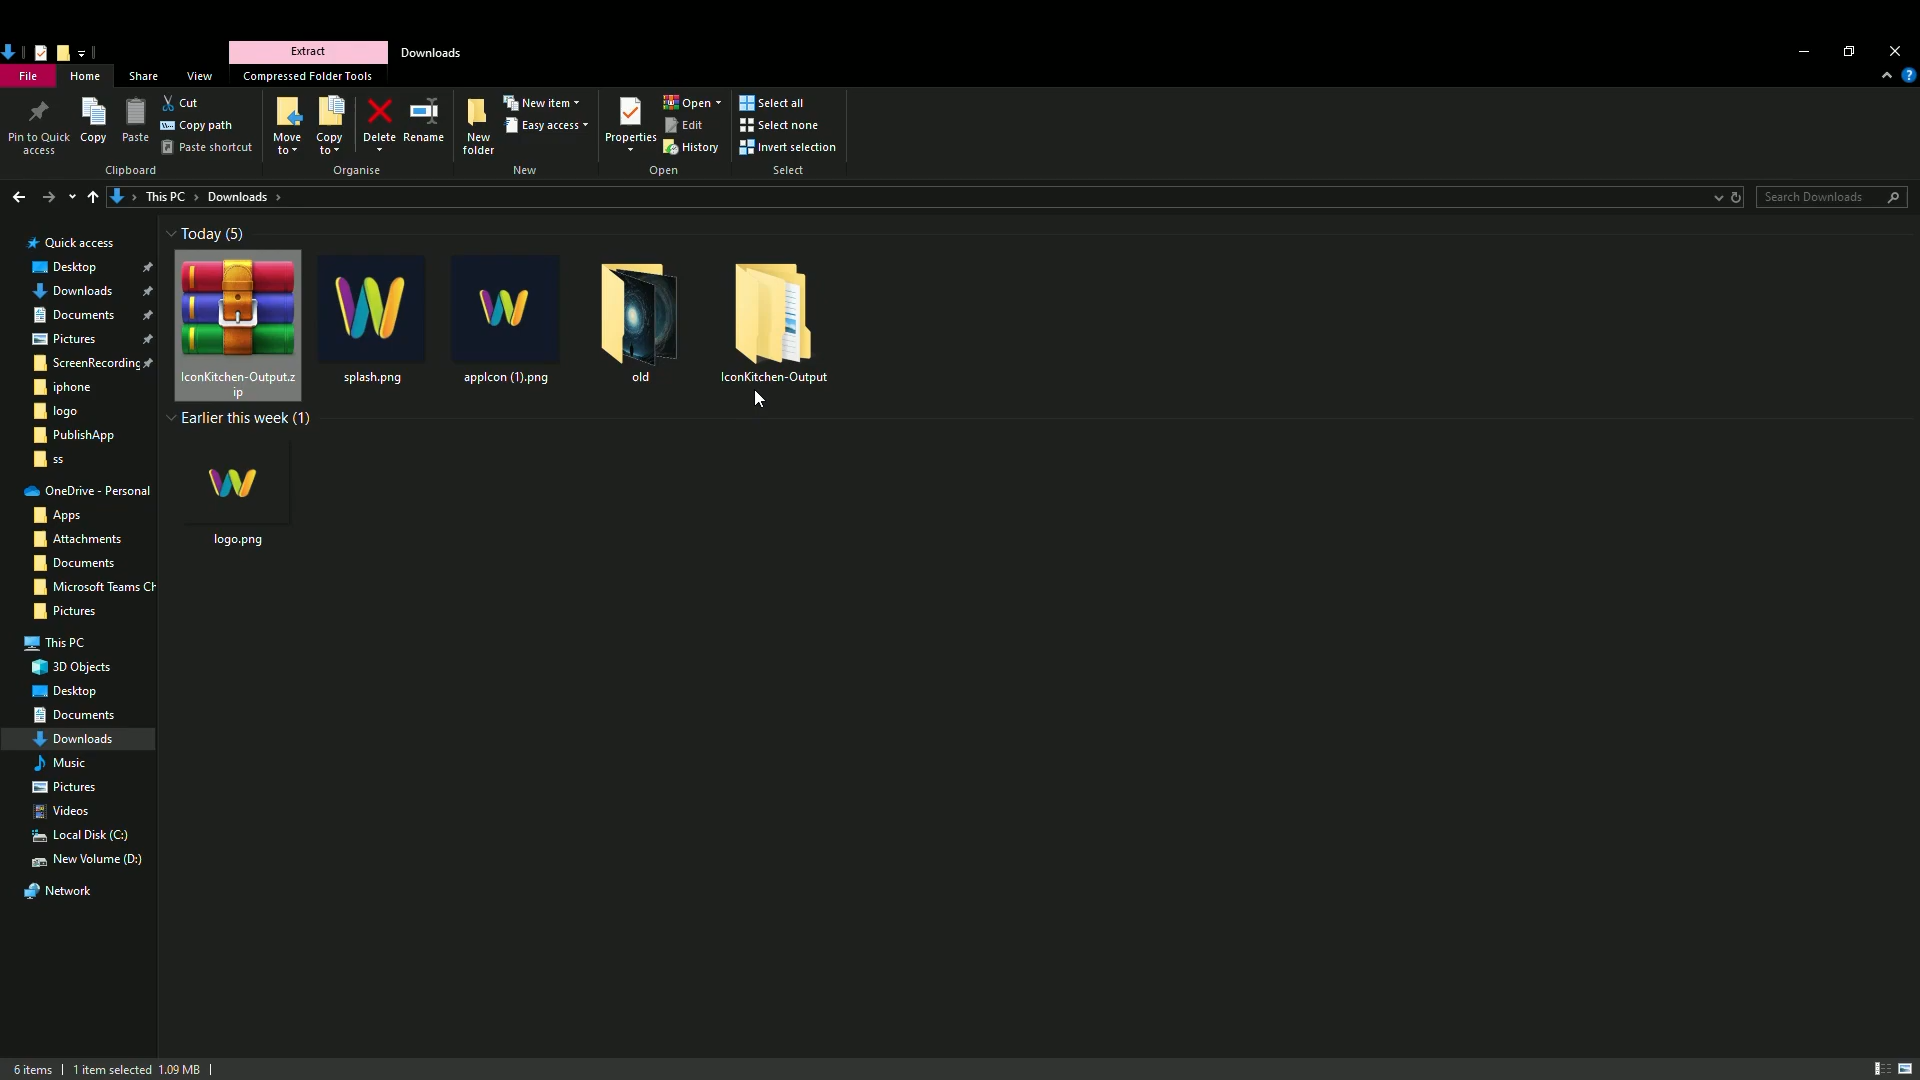 Extract
Downloads
File
Home
Share
View
Compressed Folder Tools
Pin to Quick
access
Copy
Paste
Cut
Copy path
Paste shortcut
Clipboard
Move
to
Copy
to
Delete
Rename
Organise
New
folder
New item
Easy access
New
Properties
Open
Edit
History
Open
Select all
Select none
Invert selection
Select
This PC
Downloads
Search Downloads
Quick access
Desktop
Downloads
Documents
Pictures
ScreenRecording
iphone
logo
PublishApp
ss
OneDrive - Personal
Apps
Attachments
Documents
Microsoft Teams Ch
Pictures
This PC
3D Objects
Desktop
Documents
Downloads
Music
Pictures
Videos
Local Disk (C:)
New Volume (D:)
Network
Today (5)
IconKitchen-Output.z
ip
splash.png
appIcon (1).png
old
IconKitchen-Output
Earlier this week (1)
logo.png
6 items
1 item selected 1.09 MB